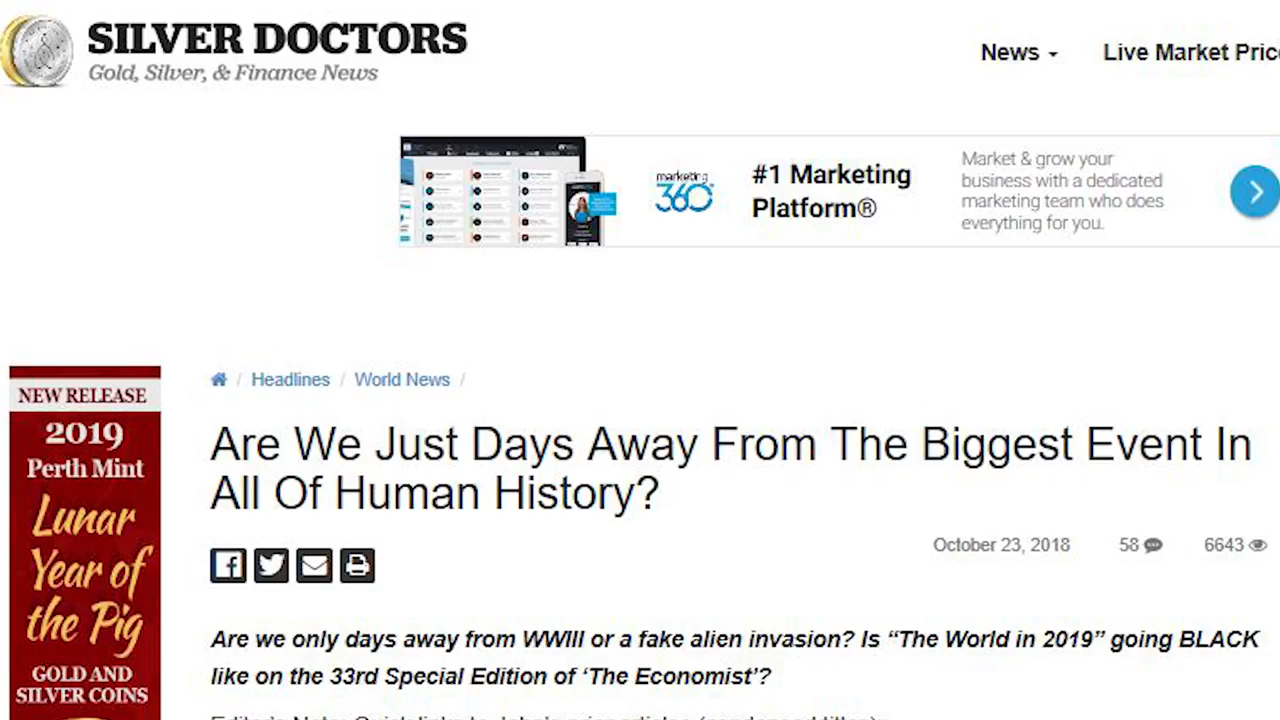 SILVER DOCTORS
Gold, Silver, & Finance News
News
Live Market
marketing
360
#1 Marketing
Platform®
Market & grow your
business with a dedicated
marketing team who does
everything for you.
NEW RELEASE
2019
Perth Mint
Lunar
Year of
the Pig
GOLD AND
SILVER COINS
/ Headlines / World News /
Are We Just Days Away From The Biggest Event In
All Of Human History?
October 23, 2018 58 6643
Are we only days away from WWIII or a fake alien invasion? Is “The World in 2019” going BLACK
like on the 33rd Special Edition of ‘The Economist’?